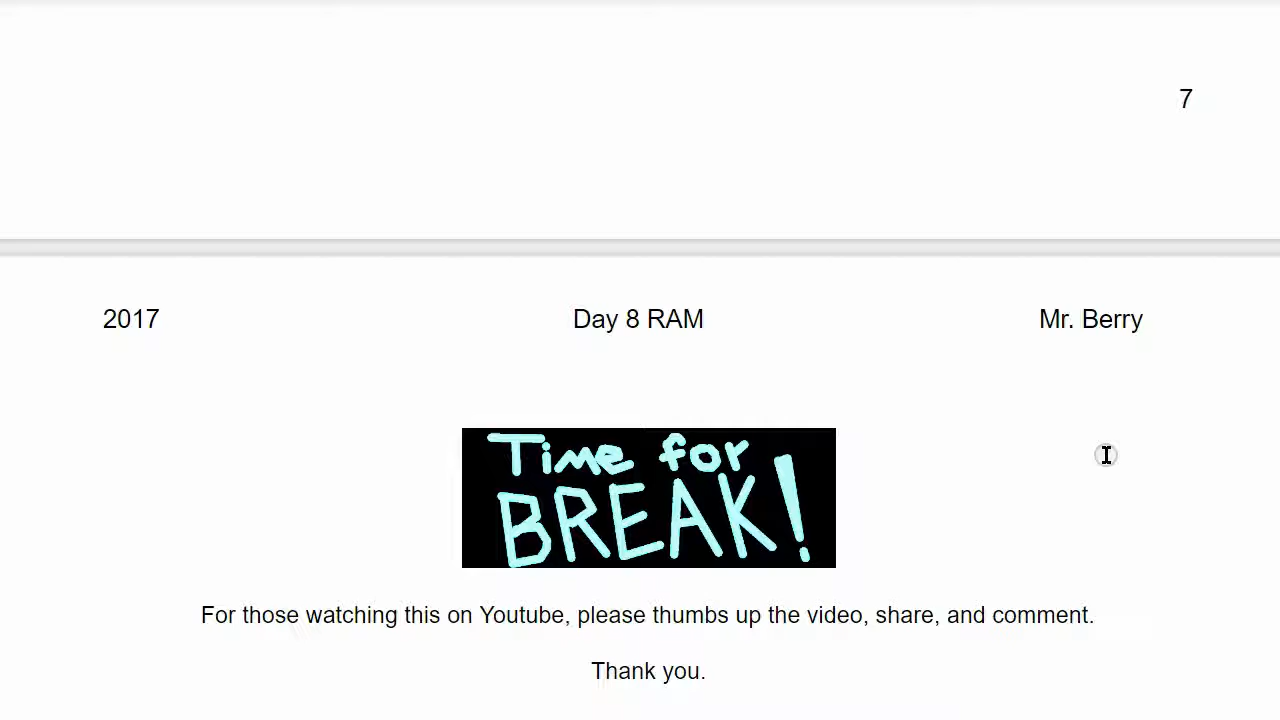 7
2017 Day 8 RAM Mr. Berry
Time for
BREAK!
For those watching this on Youtube, please thumbs up the video, share, and comment.
Thank you.